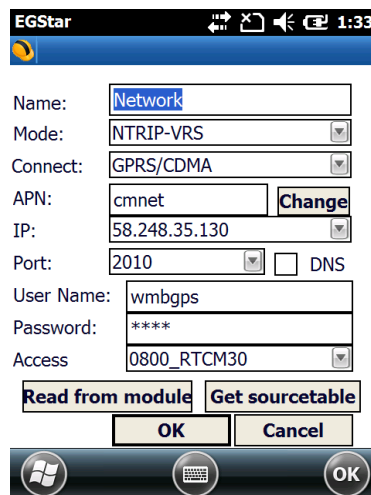 EGStar 1:33
Name: Network
Mode: NTRIP-VRS
Connect: GPRS/CDMA
APN: cmnet Change
IP: 58.248.35.130
Port: 2010 DNS
User Name: wmbgps
Password: ****
Access 0800_RTCM30
Read from module Get sourcetable
OK Cancel
OK